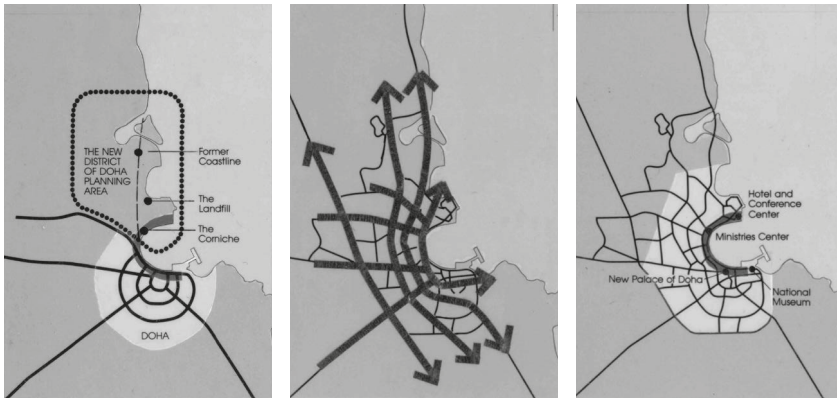 THE NEW
DISTRICT
OF DOHA
PLANNING
AREA
Former
Coastline
The
Landfill
The
Corniche
DOHA
Hotel and
Conference
Center
Ministries Center
New Palace of Doha
National
Museum